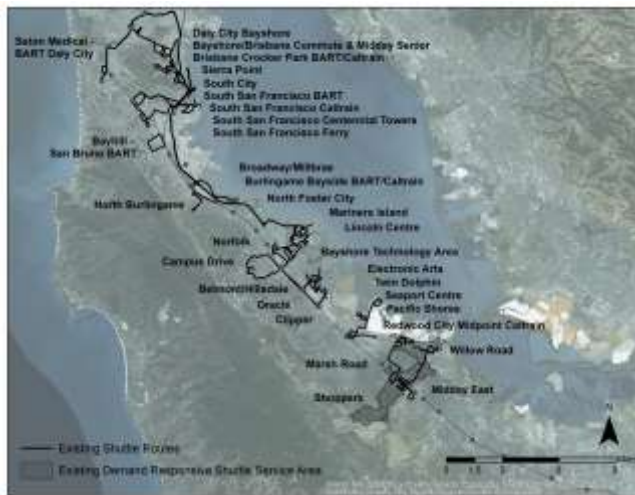 Seton Medical -
BART Daly City
Daly City Bayshore
Bayshore/Brisbane Commute & Midday Senior
Brisbane Crocker Park BART/Caltrain
Sierra Point
South City
South San Francisco BART
South San Francisco Caltrain
South San Francisco Centennial Towers
South San Francisco Ferry
Bayhill -
San Bruno BART
Broadway/Millbrae
Burlingame Bayside BART/Caltrain
North Burlingame
North Foster City
Mariners Island
Lincoln Centre
Norfolk
Bayshore Technology Area
Campus Drive
Electronic Arts
Twin Dolphin
Belmont/Hillsdale
Seaport Centre
Oracle
Pacific Shores
Clipper
Redwood City Midpoint Caltrain
Willow Road
Marsh Road
Midday East
Shoppers
N
Existing Shuttle Routes
Existing Demand Responsive Shuttle Service Area